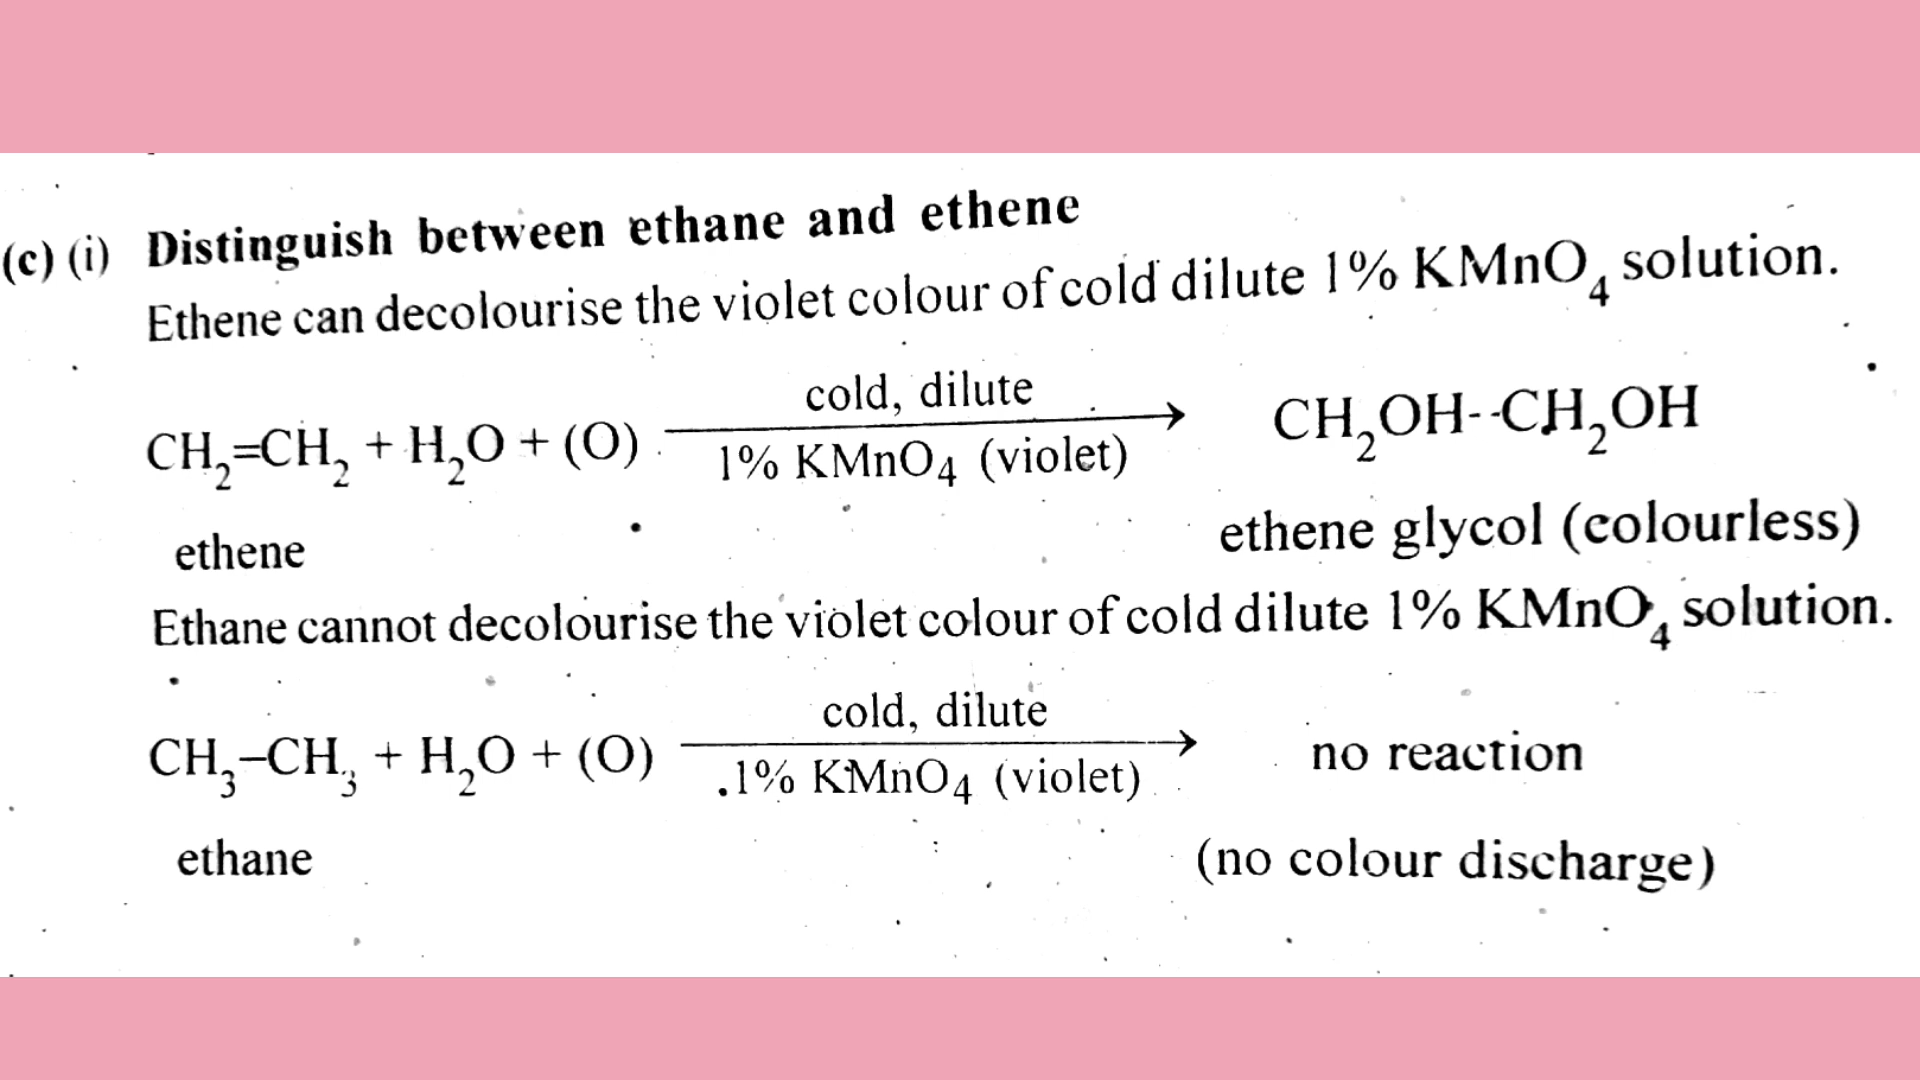 (c) (i) Distinguish between ethane and ethene
Ethene can decolourise the violet colour of cold dilute 1% KMnO₄ solution.
CH₂=CH₂ + H₂O + (O) cold, dilute → 1% KMnO₄ (violet) CH₂OH--CH₂OH
ethene ethene glycol (colourless)
Ethane cannot decolourise the violet colour of cold dilute 1% KMnO₄ solution.
CH₃–CH₃ + H₂O + (O) cold, dilute → 1% KMnO₄ (violet) no reaction
ethane (no colour discharge)